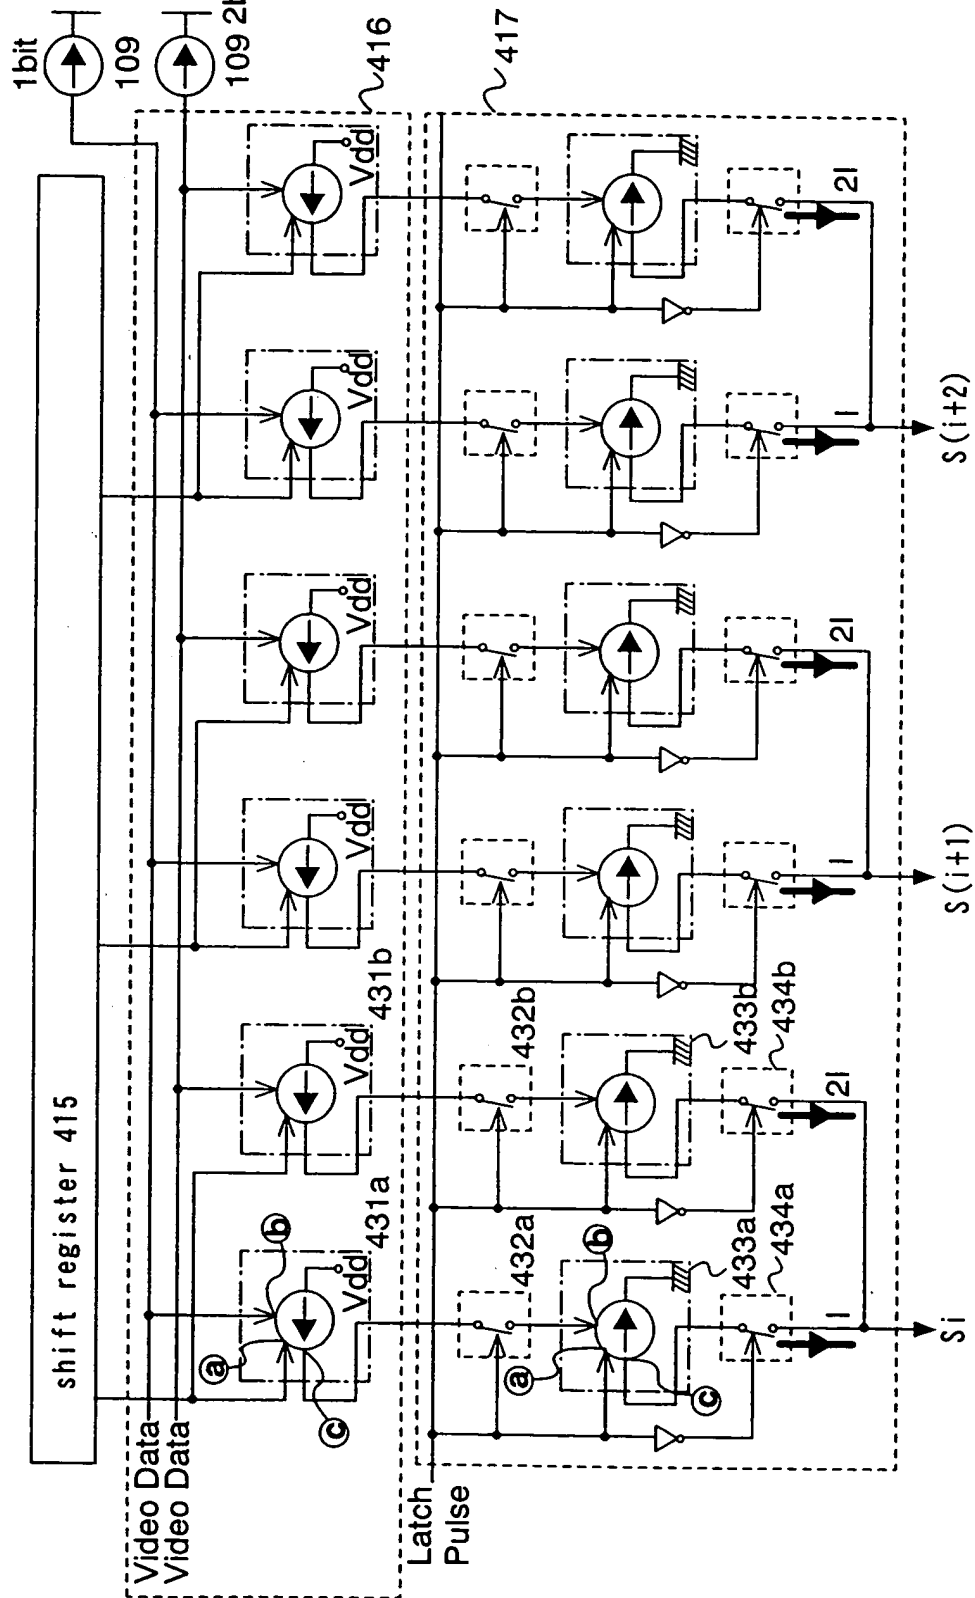 1bit
109
109 2b
shift register 415
Video Data
Video Data
416
Vdd
Vdd
Vdd
Vdd
Vdd
Vdd
a
b
c
431a
431b
417
Latch
Pulse
432a
432b
a
b
c
433a
433b
434a
434b
I
2I
I
2I
I
2I
Si
S(i+1)
S(i+2)